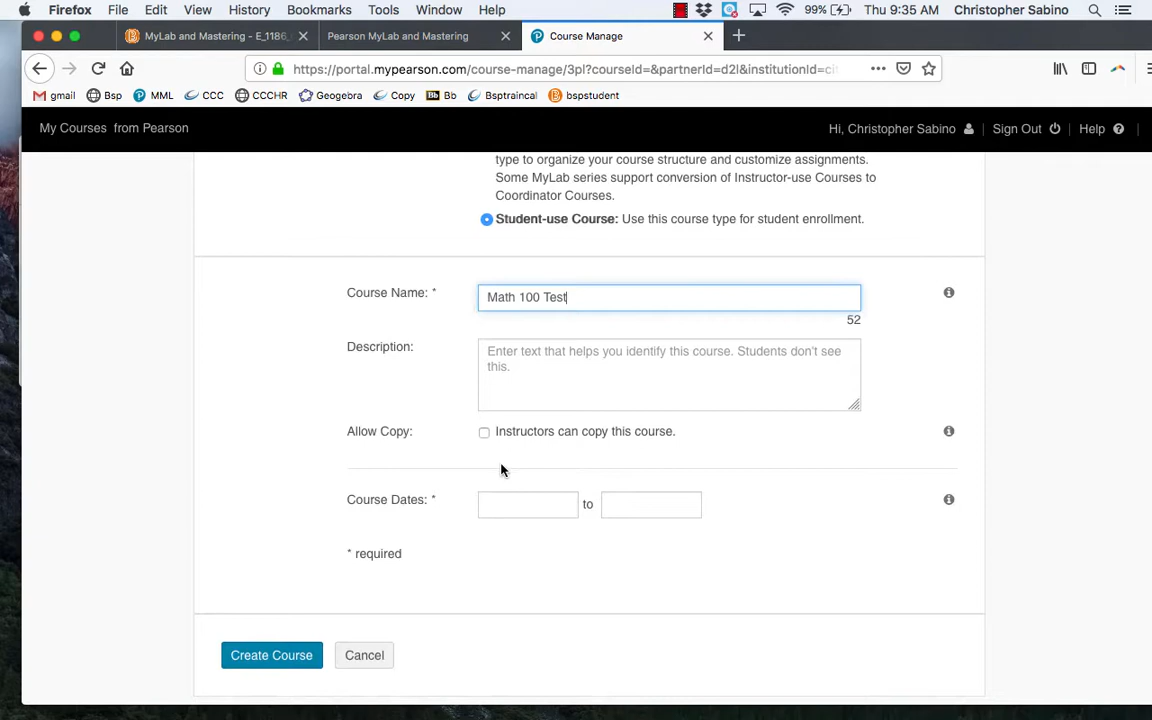 Firefox File Edit View History Bookmarks Tools Window Help 99% Thu 9:35 AM Christopher Sabino
MyLab and Mastering - E_1186_ Pearson MyLab and Mastering Course Manage
https://portal.mypearson.com/course-manage/3pl?courseId=&partnerId=d2l&institutionId=ci
gmail Bsp MML CCC CCCHR Geogebra Copy Bb Bsptraincal bspstudent
My Courses from Pearson Hi, Christopher Sabino Sign Out Help
type to organize your course structure and customize assignments.
Some MyLab series support conversion of Instructor-use Courses to
Coordinator Courses.
Student-use Course: Use this course type for student enrollment.
Course Name: * Math 100 Test
52
Description: Enter text that helps you identify this course. Students don't see
this.
Allow Copy: Instructors can copy this course.
Course Dates: * to
* required
Create Course Cancel